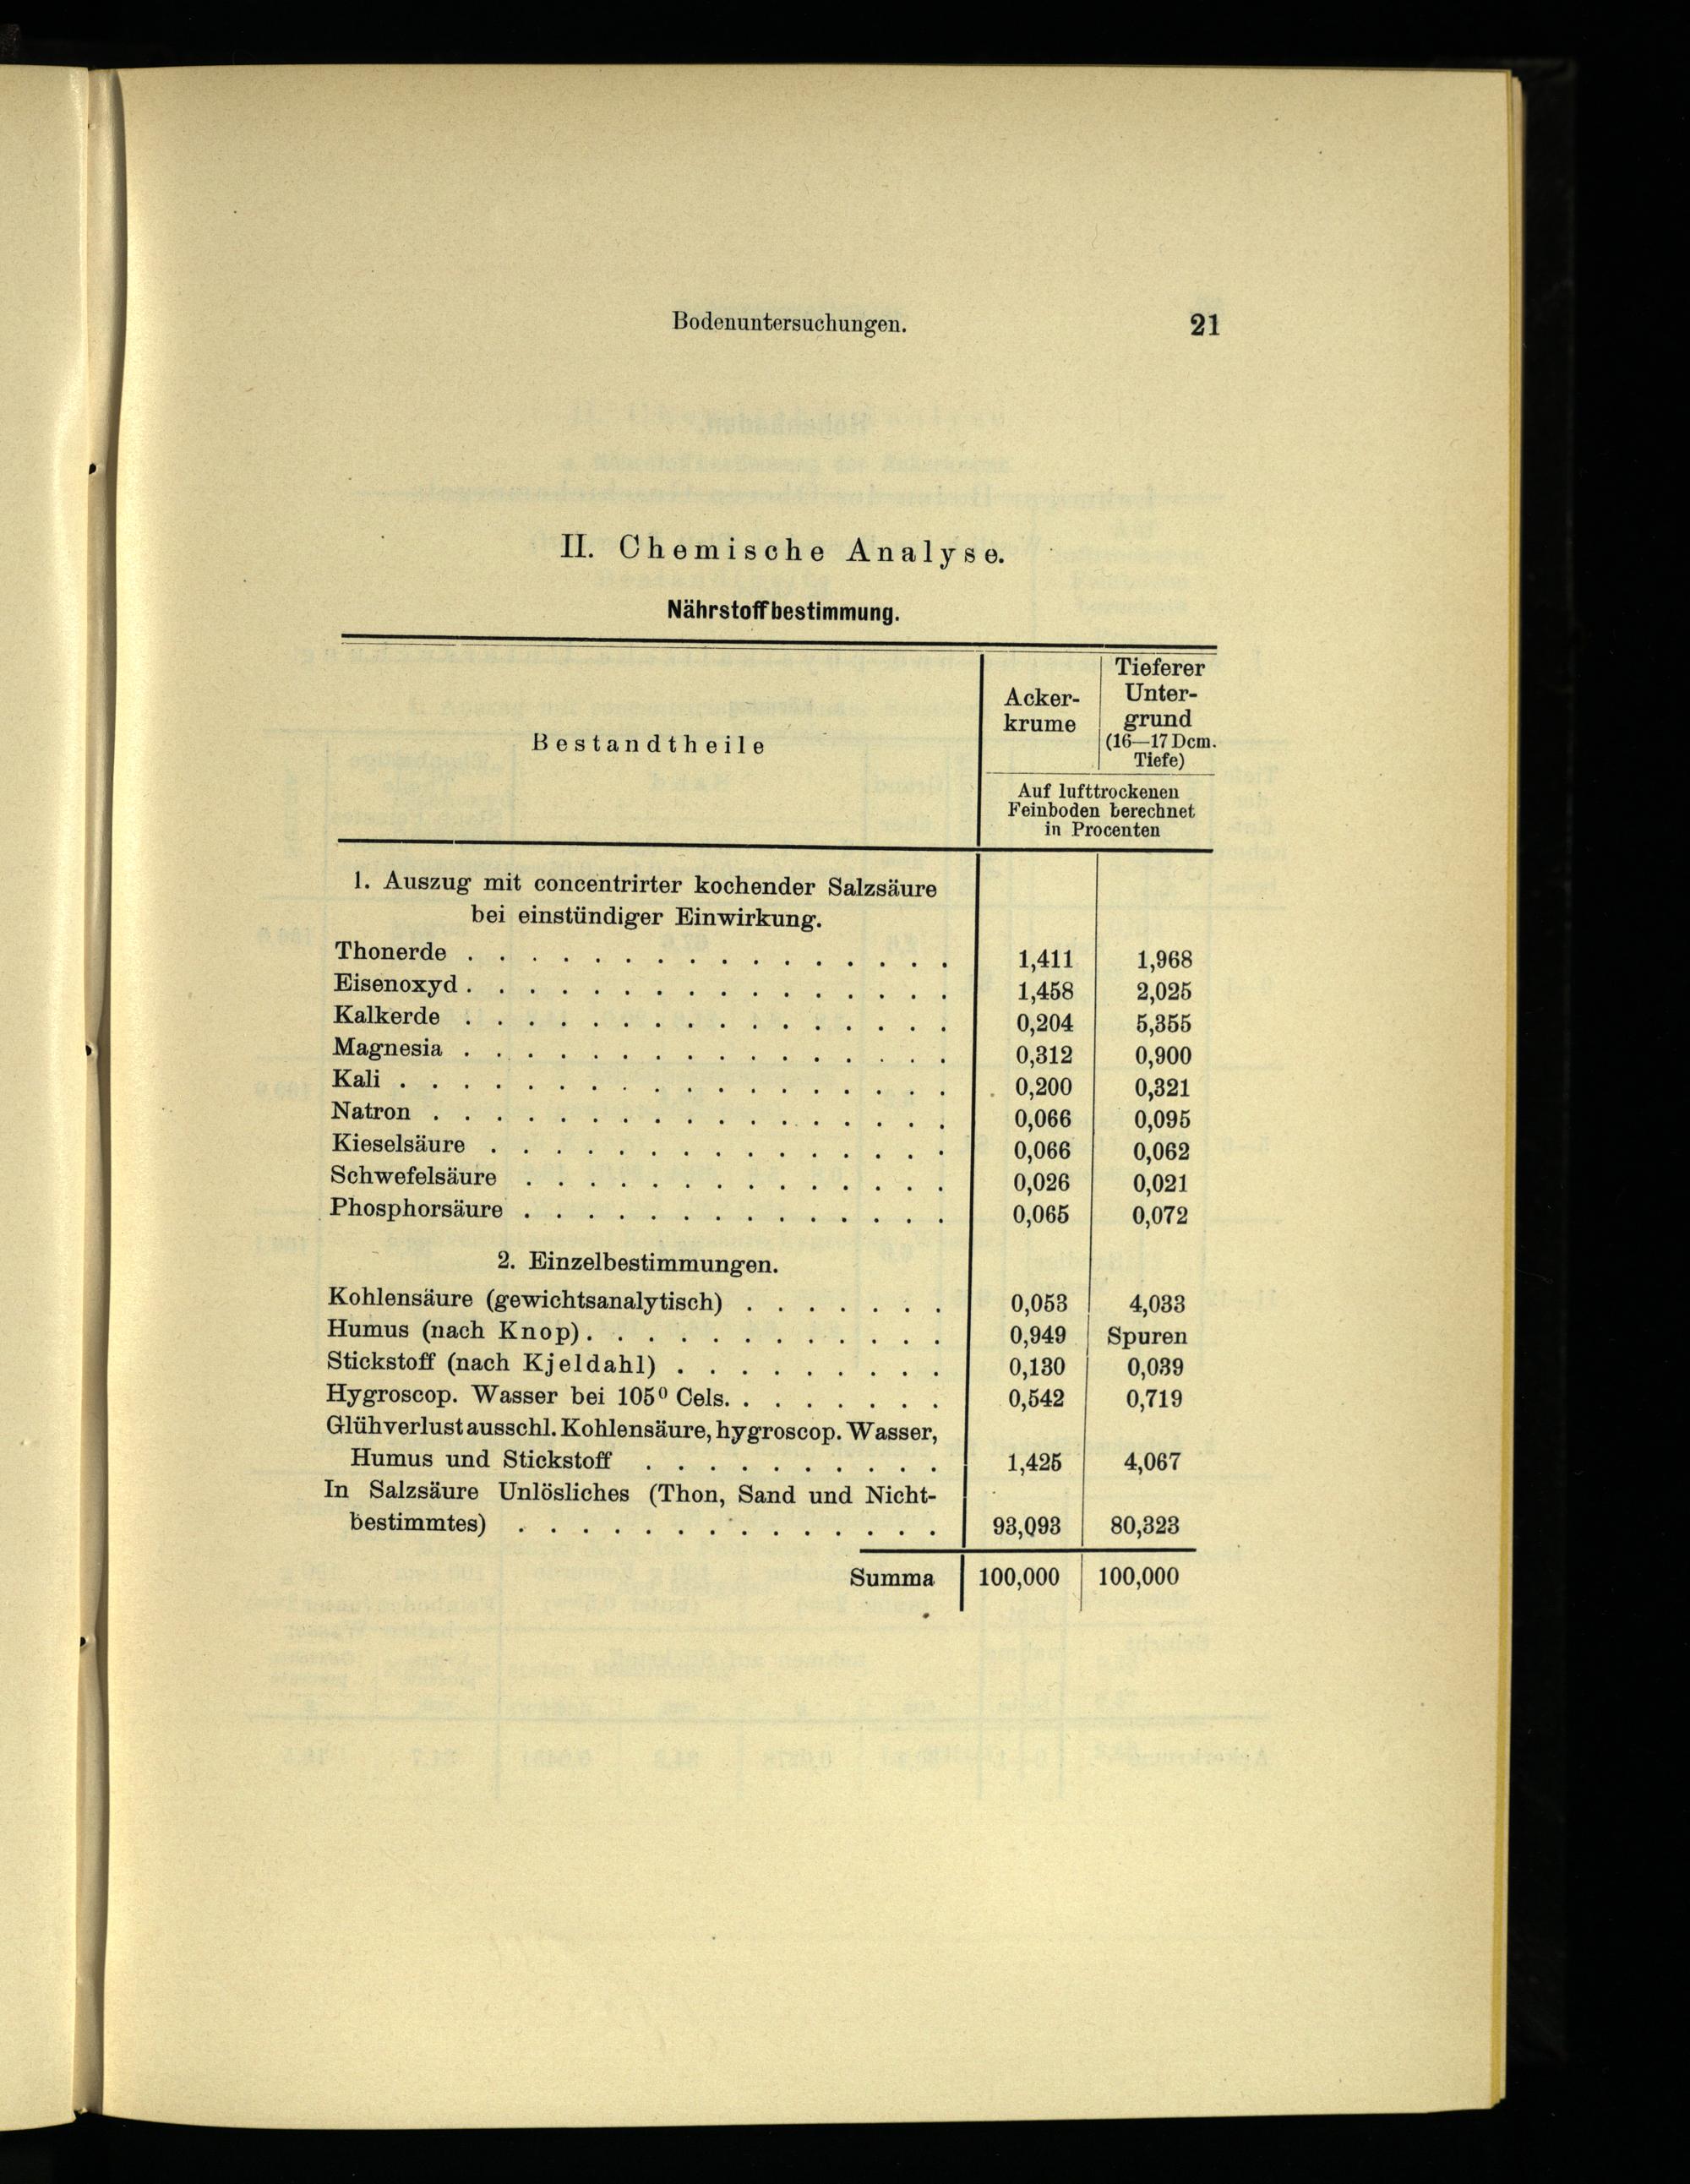 Bodenuntersuchungen. 21
II. Chemische Analyse.
Nährstoffbestimmung.
Bestandtheile
Acker-
krume
Tieferer
Unter-
grund
(16—17 Dcm.
Tiefe)
Auf lufttrockenen
Feinboden berechnet
in Procenten
1. Auszug mit concentrirter kochender Salzsäure
bei einstündiger Einwirkung.
Thonerde . . . . . . . . . . . . . . . . 1,411 1,968
Eisenoxyd . . . . . . . . . . . . . . . . 1,458 2,025
Kalkerde . . . . . . . . . . . . . . . . 0,204 5,355
Magnesia . . . . . . . . . . . . . . . . 0,312 0,900
Kali . . . . . . . . . . . . . . . . . . 0,200 0,321
Natron . . . . . . . . . . . . . . . . . 0,066 0,095
Kieselsäure . . . . . . . . . . . . . . . 0,066 0,062
Schwefelsäure . . . . . . . . . . . . . . 0,026 0,021
Phosphorsäure . . . . . . . . . . . . . . 0,065 0,072
2. Einzelbestimmungen.
Kohlensäure (gewichtsanalytisch) . . . . . . . 0,053 4,033
Humus (nach Knop) . . . . . . . . . . . . 0,949 Spuren
Stickstoff (nach Kjeldahl) . . . . . . . . . 0,130 0,039
Hygroscop. Wasser bei 105⁰ Cels. . . . . . . . 0,542 0,719
Glühverlust ausschl. Kohlensäure, hygroscop. Wasser,
Humus und Stickstoff . . . . . . . . . . 1,425 4,067
In Salzsäure Unlösliches (Thon, Sand und Nicht-
bestimmtes) . . . . . . . . . . . . . . 93,093 80,323
Summa 100,000 100,000